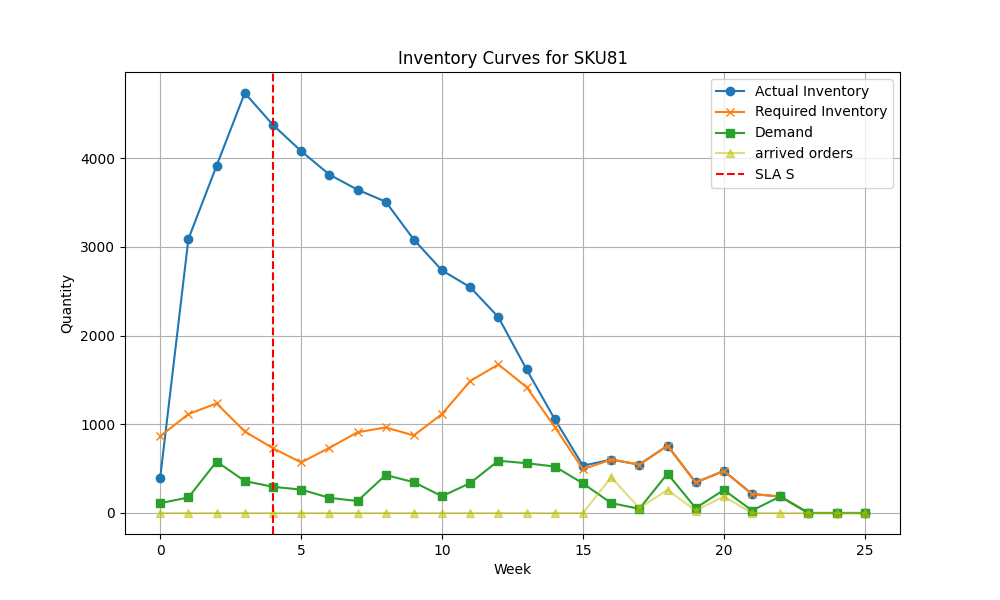 Inventory Curves for SKU81
Actual Inventory
Required Inventory
Demand
arrived orders
SLA S
Quantity
4000
3000
2000
1000
0
0 5 10 15 20 25
Week